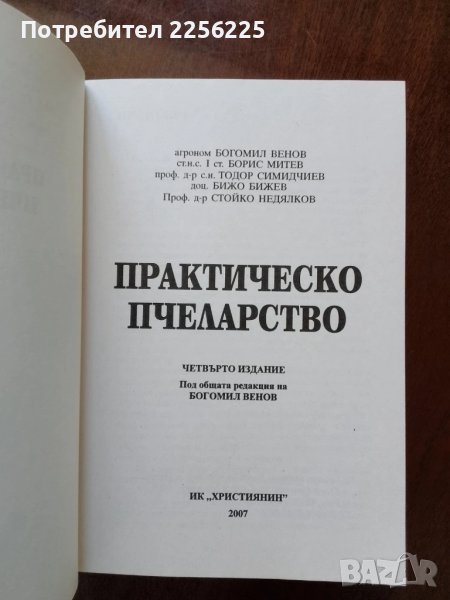 Потребител 2256225
агроном БОГОМИЛ ВЕНОВ
ст.н.с. I ст. БОРИС МИТЕВ
проф. д-р с.н. ТОДОР СИМИДЧИЕВ
доц. БИЖО БИЖЕВ
Проф. д-р СТОЙКО НЕДЯЛКОВ
ПРАКТИЧЕСКО
ПЧЕЛАРСТВО
ЧЕТВЪРТО ИЗДАНИЕ
Под общата редакция на
БОГОМИЛ ВЕНОВ
ИК „ХРИСТИЯНИН"
2007
BAZAR